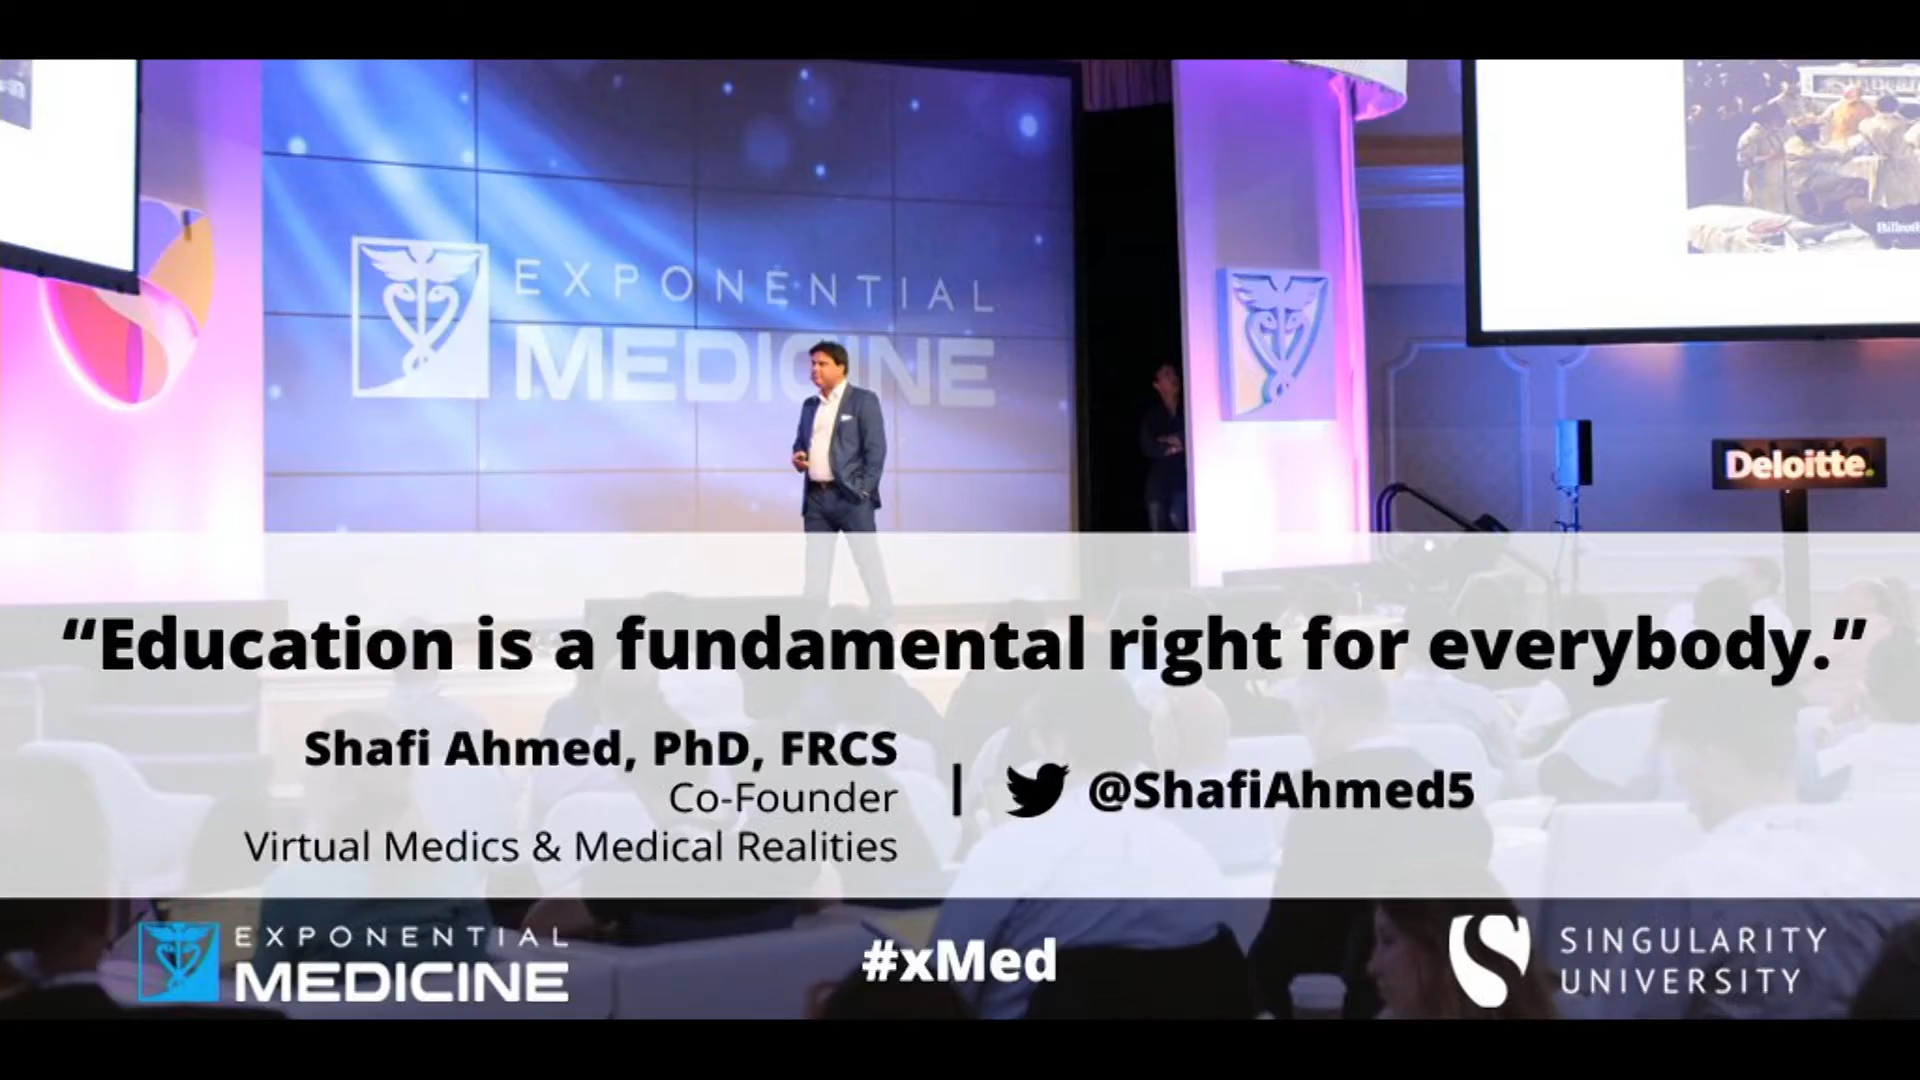 EXPONENTIAL
MEDICINE
Deloitte.
“Education is a fundamental right for everybody.”
Shafi Ahmed, PhD, FRCS
Co-Founder
Virtual Medics & Medical Realities
|
@ShafiAhmed5
EXPONENTIAL
MEDICINE
#xMed
SINGULARITY
UNIVERSITY